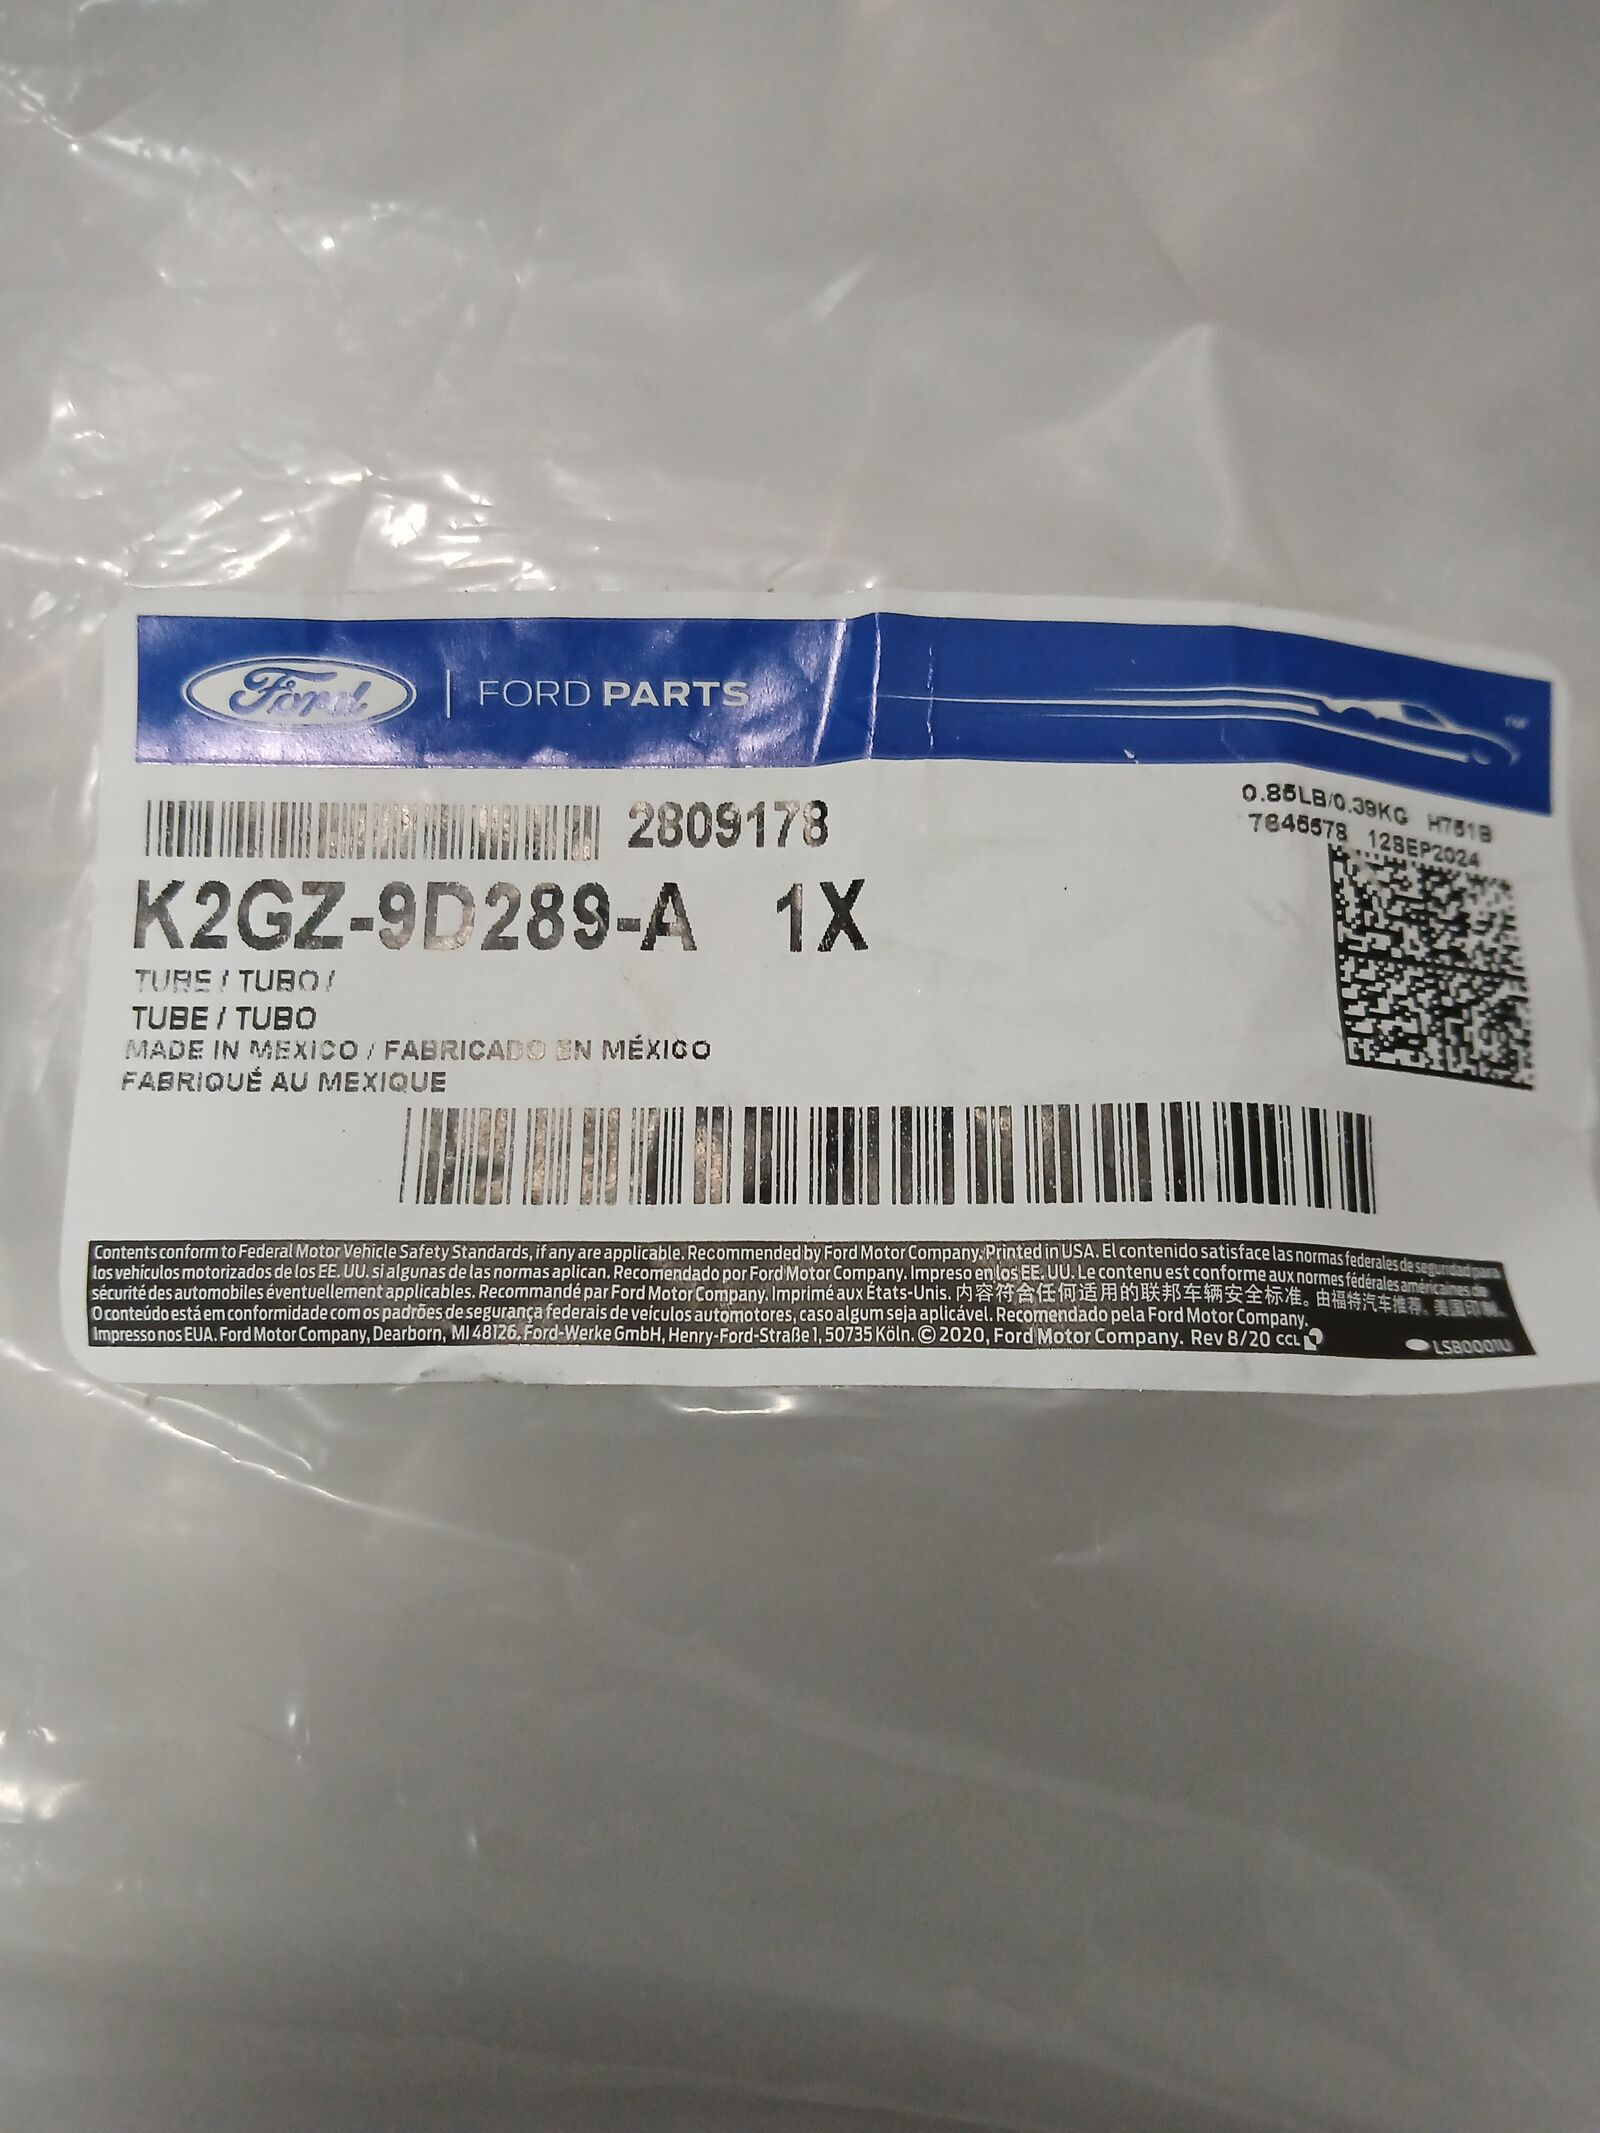 Ford | FORD PARTS
2809178
0.85LB/0.39KG H751B
7646578 12SEP2024
K2GZ-9D289-A 1X
TUBE / TUBO /
TUBE / TUBO
MADE IN MEXICO / FABRICADO EN MÉXICO
FABRIQUÉ AU MEXIQUE
Contents conform to Federal Motor Vehicle Safety Standards, if any are applicable. Recommended by Ford Motor Company. Printed in USA. El contenido satisface las normas federales de seguridad para
los vehículos motorizados de los EE. UU. si algunas de las normas aplican. Recomendado por Ford Motor Company. Impreso en los EE. UU. Le contenu est conforme aux normes fédérales américaines de
sécurité des automobiles éventuellement applicables. Recommandé par Ford Motor Company. Imprimé aux États-Unis. 内容符合任何适用的联邦车辆安全标准。由福特汽车推荐。美国印制。
O conteúdo está em conformidade com os padrões de segurança federais de veículos automotores, caso algum seja aplicável. Recomendado pela Ford Motor Company.
Impresso nos EUA. Ford Motor Company, Dearborn, MI 48126. Ford-Werke GmbH, Henry-Ford-Straße 1, 50735 Köln. © 2020, Ford Motor Company. Rev 8/20 CCL LSB0001U